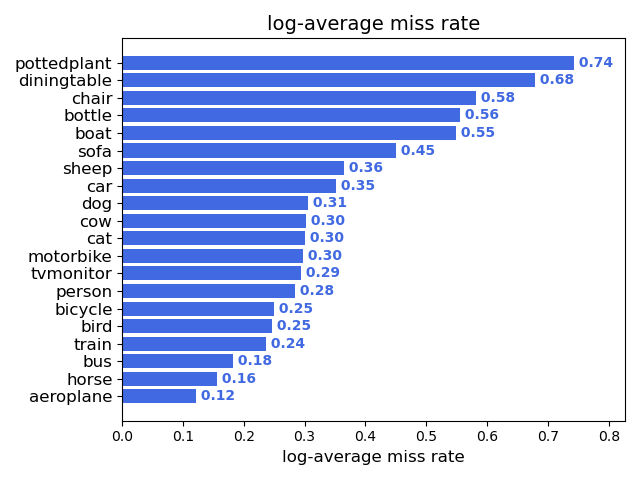 log-average miss rate
pottedplant 0.74
diningtable 0.68
chair 0.58
bottle 0.56
boat 0.55
sofa 0.45
sheep 0.36
car 0.35
dog 0.31
cow 0.30
cat 0.30
motorbike 0.30
tvmonitor 0.29
person 0.28
bicycle 0.25
bird 0.25
train 0.24
bus 0.18
horse 0.16
aeroplane 0.12
0.0 0.1 0.2 0.3 0.4 0.5 0.6 0.7 0.8
log-average miss rate